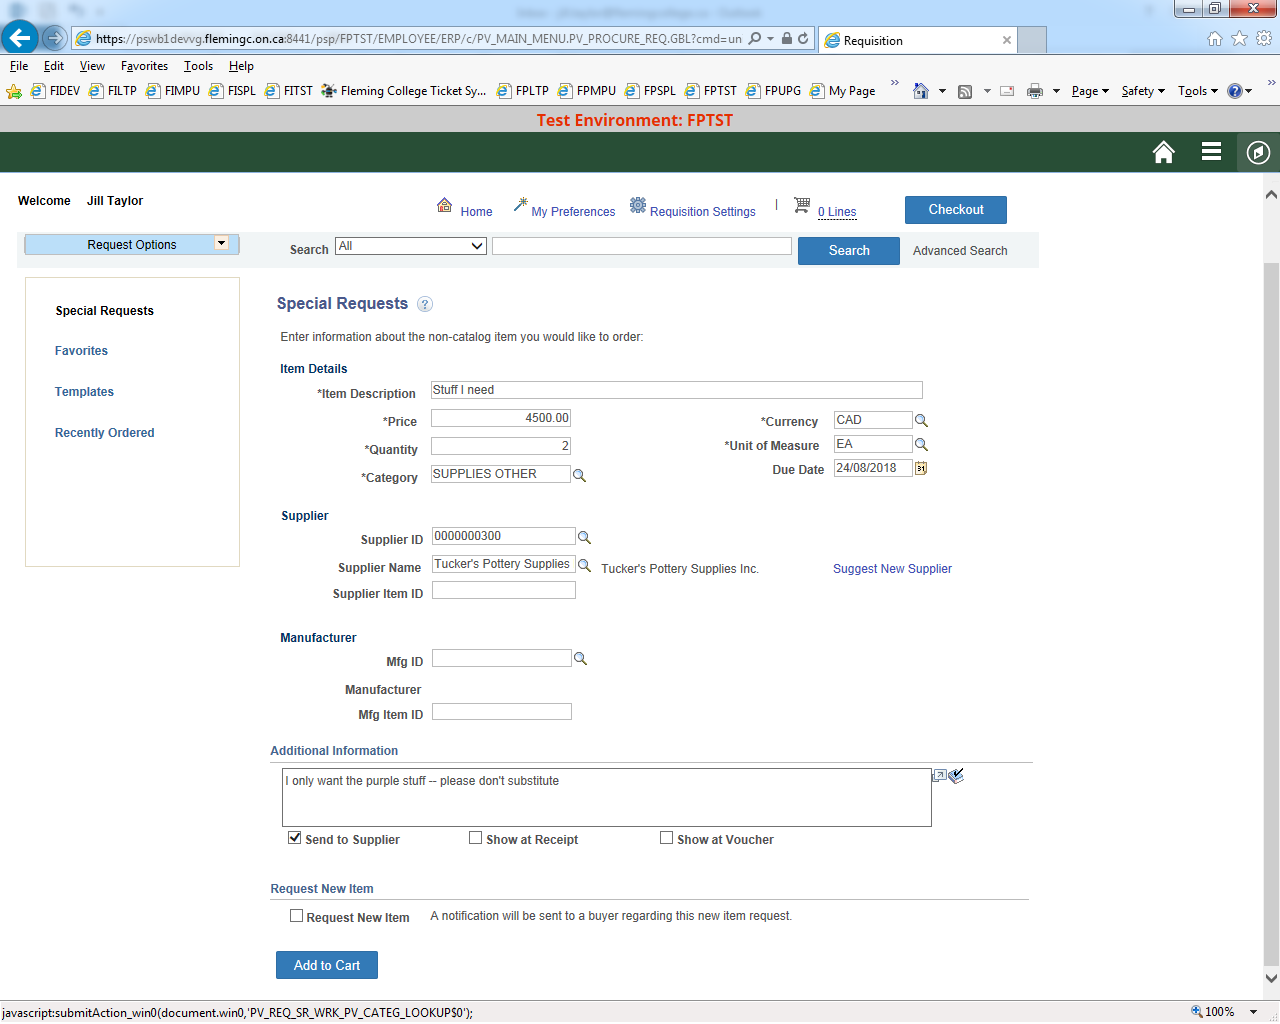 https://pswb1devvg.flemingc.on.ca:8441/psp/FPTST/EMPLOYEE/ERP/c/PV_MAIN_MENU.PV_PROCURE_REQ.GBL?cmd=un
Requisition
File Edit View Favorites Tools Help
FIDEV FILTP FIMPU FISPL FITST Fleming College Ticket Sy... FPLTP FPMPU FPSPL FPTST FPUPG My Page » Page Safety Tools »
Test Environment: FPTST
Welcome Jill Taylor
Home My Preferences Requisition Settings | 0 Lines Checkout
Request Options Search All Search Advanced Search
Special Requests
Favorites
Templates
Recently Ordered
Special Requests ?
Enter information about the non-catalog item you would like to order:
Item Details
*Item Description Stuff I need
*Price 4500.00 *Currency CAD
*Quantity 2 *Unit of Measure EA
*Category SUPPLIES OTHER Due Date 24/08/2018 31
Supplier
Supplier ID 0000000300
Supplier Name Tucker's Pottery Supplies Tucker's Pottery Supplies Inc. Suggest New Supplier
Supplier Item ID
Manufacturer
Mfg ID
Manufacturer
Mfg Item ID
Additional Information
I only want the purple stuff -- please don't substitute
Send to Supplier Show at Receipt Show at Voucher
Request New Item
Request New Item A notification will be sent to a buyer regarding this new item request.
Add to Cart
javascript:submitAction_win0(document.win0,'PV_REQ_SR_WRK_PV_CATEG_LOOKUP$0'); 100%